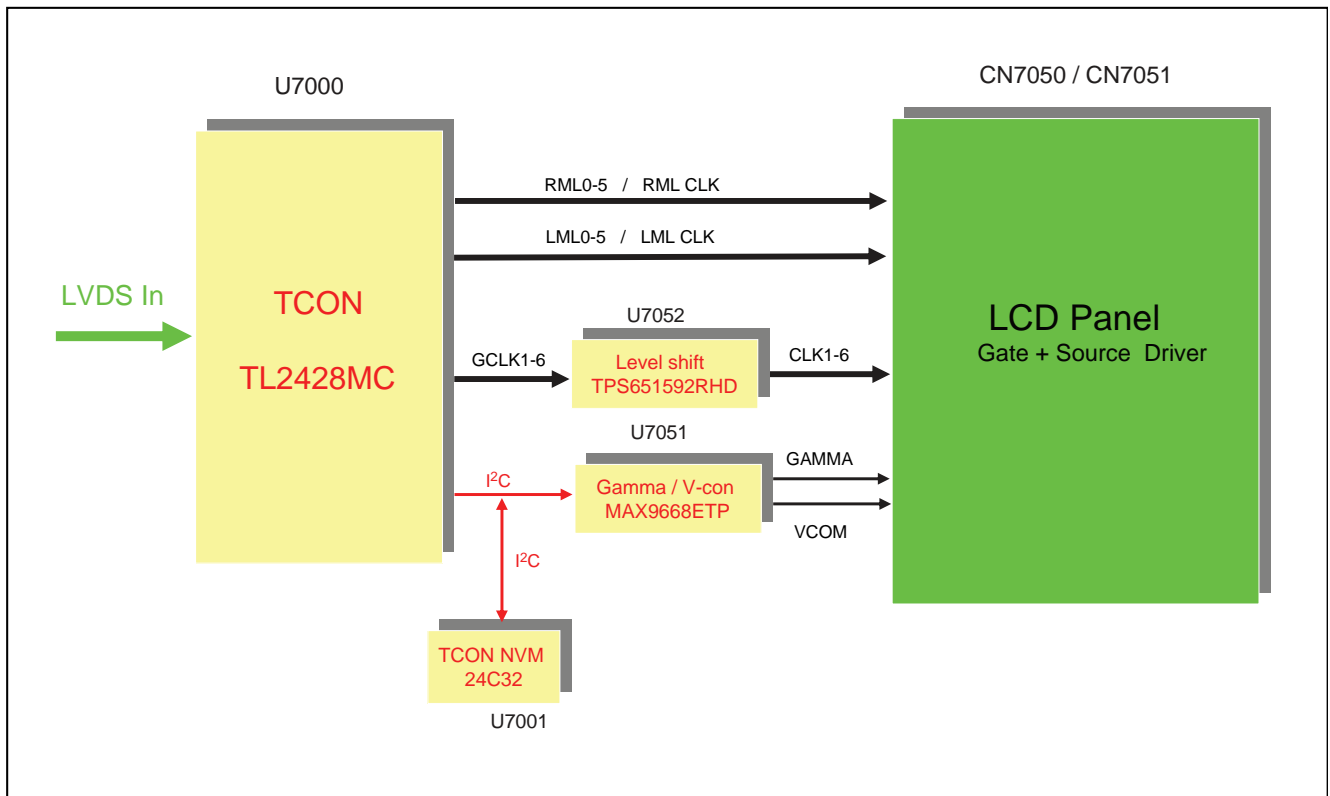 U7000
CN7050 / CN7051
RML0-5 / RML CLK
LML0-5 / LML CLK
LVDS In
TCON
TL2428MC
GCLK1-6
U7052
Level shift
TPS651592RHD
CLK1-6
LCD Panel
Gate + Source Driver
U7051
I²C
Gamma / V-con
MAX9668ETP
GAMMA
VCOM
I²C
TCON NVM
24C32
U7001